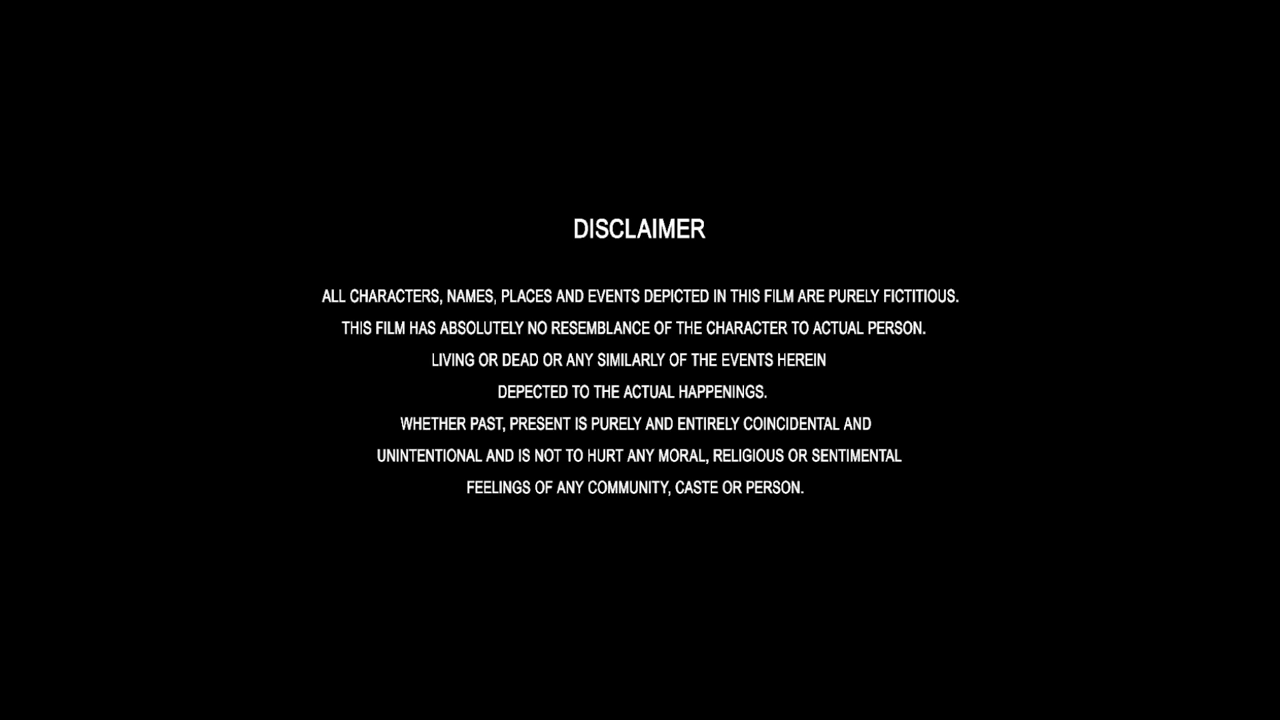 DISCLAIMER
ALL CHARACTERS, NAMES, PLACES AND EVENTS DEPICTED IN THIS FILM ARE PURELY FICTITIOUS.
THIS FILM HAS ABSOLUTELY NO RESEMBLANCE OF THE CHARACTER TO ACTUAL PERSON.
LIVING OR DEAD OR ANY SIMILARLY OF THE EVENTS HEREIN
DEPECTED TO THE ACTUAL HAPPENINGS.
WHETHER PAST, PRESENT IS PURELY AND ENTIRELY COINCIDENTAL AND
UNINTENTIONAL AND IS NOT TO HURT ANY MORAL, RELIGIOUS OR SENTIMENTAL
FEELINGS OF ANY COMMUNITY, CASTE OR PERSON.